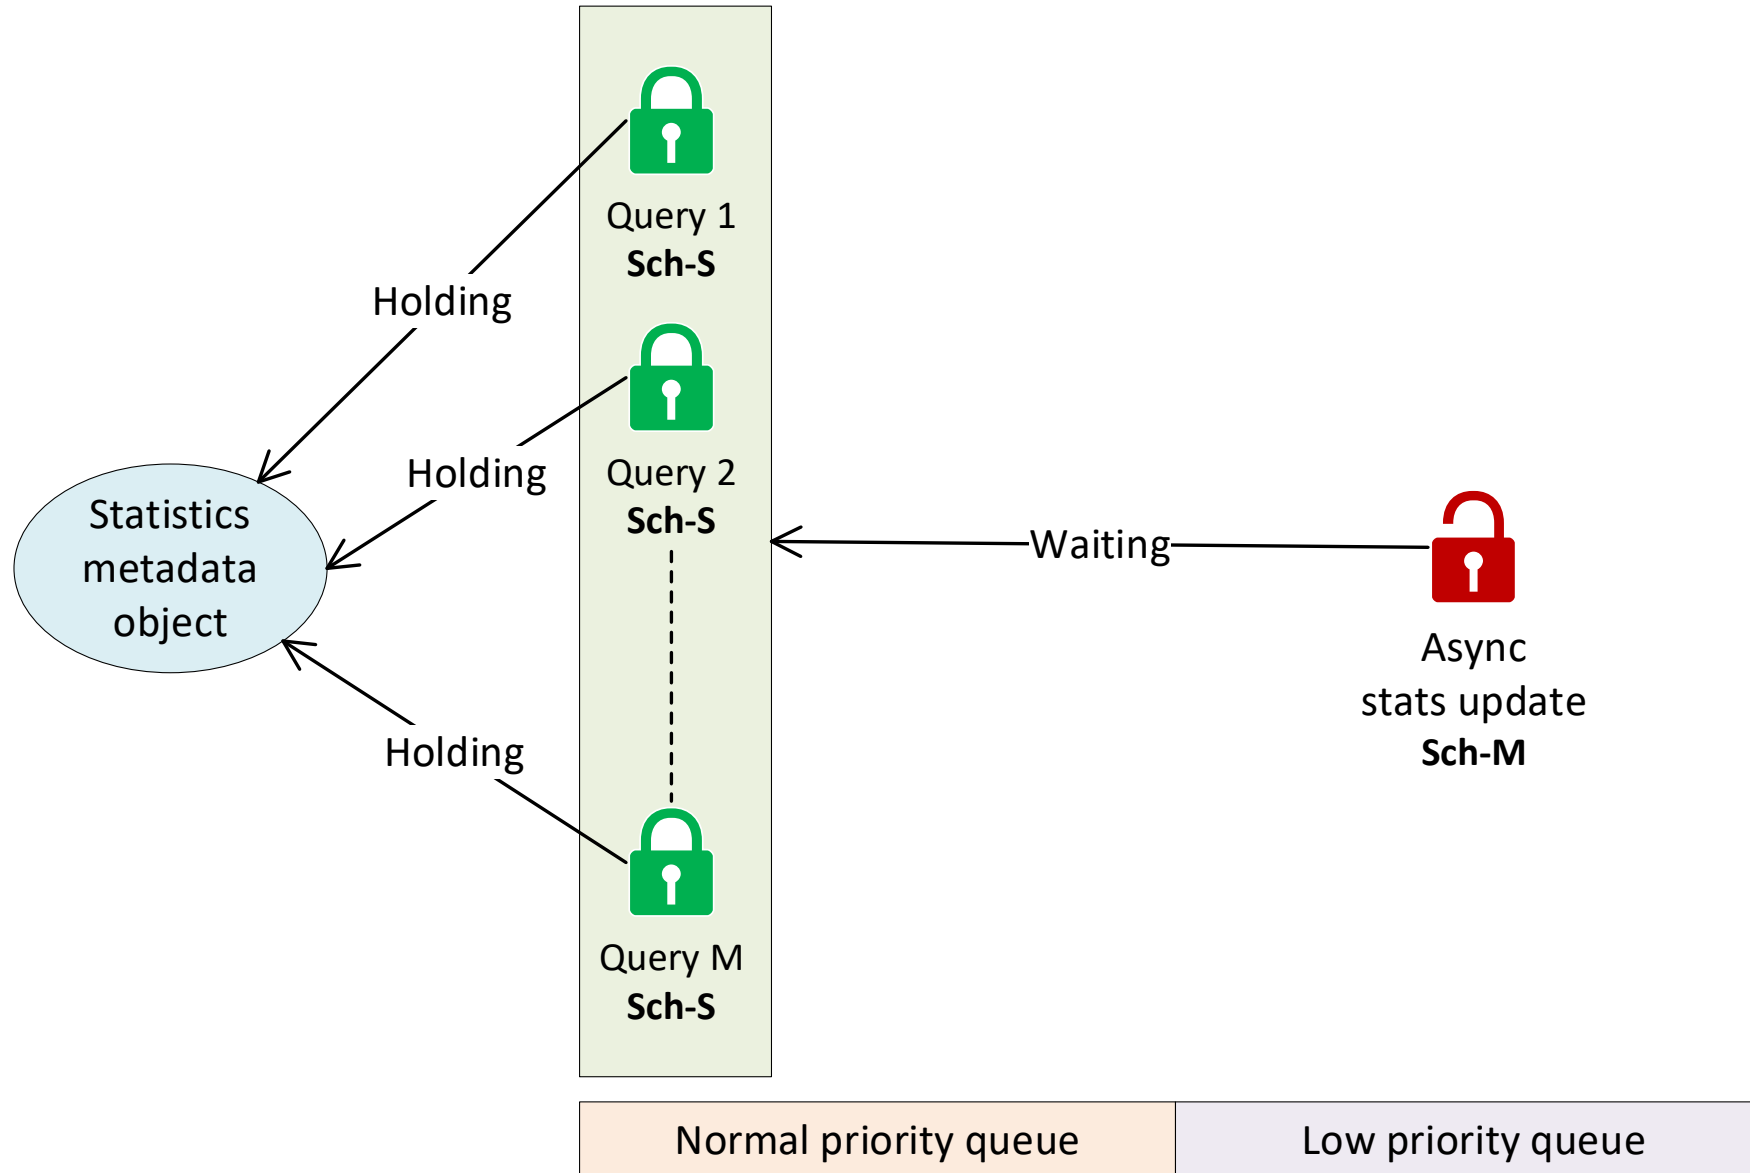 Query 1
Sch-S
Holding
Query 2
Sch-S
Holding
Statistics
metadata
object
Waiting
Async
stats update
Sch-M
Holding
Query M
Sch-S
Normal priority queue
Low priority queue